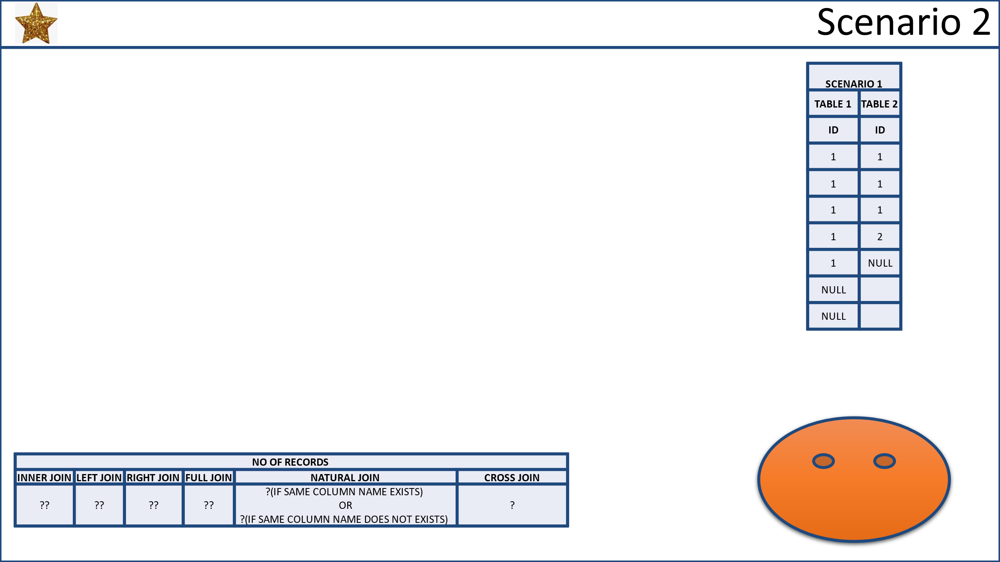 Scenario 2
SCENARIO 1
TABLE 1 TABLE 2
ID ID
1 1
1 1
1 1
1 2
1 NULL
NULL
NULL
NO OF RECORDS
INNER JOIN LEFT JOIN RIGHT JOIN FULL JOIN NATURAL JOIN CROSS JOIN
?(IF SAME COLUMN NAME EXISTS)
?? ?? ?? ?? OR ?
?(IF SAME COLUMN NAME DOES NOT EXISTS)